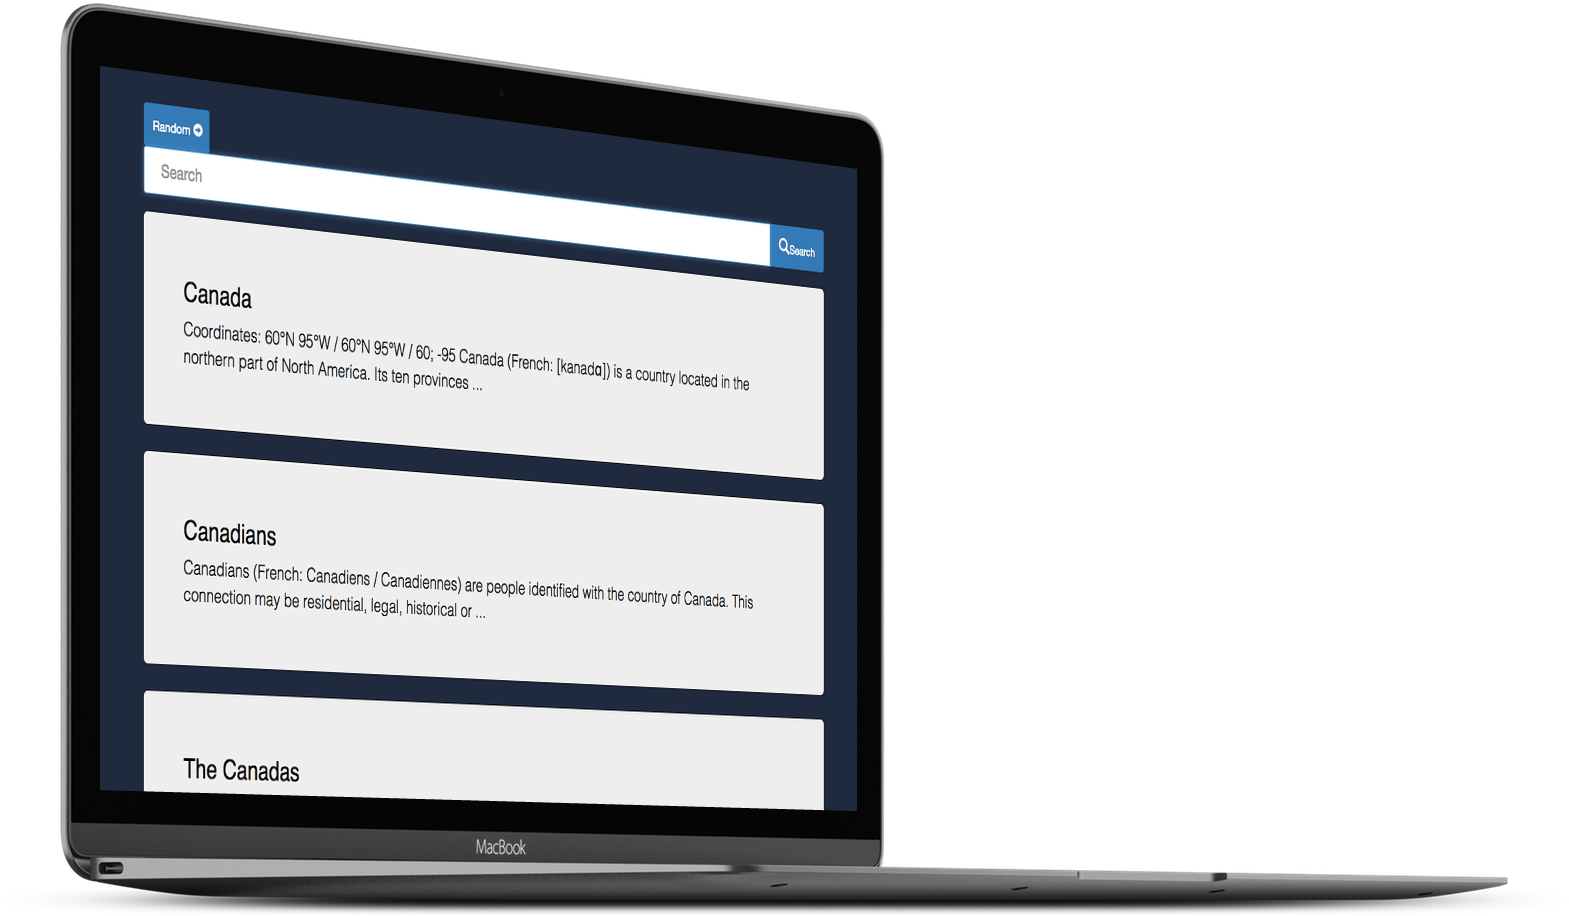 Random
Search
Search
Canada
Coordinates: 60°N 95°W / 60°N 95°W / 60; -95 Canada (French: [kanadɑ]) is a country located in the
northern part of North America. Its ten provinces ...
Canadians
Canadians (French: Canadiens / Canadiennes) are people identified with the country of Canada. This
connection may be residential, legal, historical or ...
The Canadas
MacBook